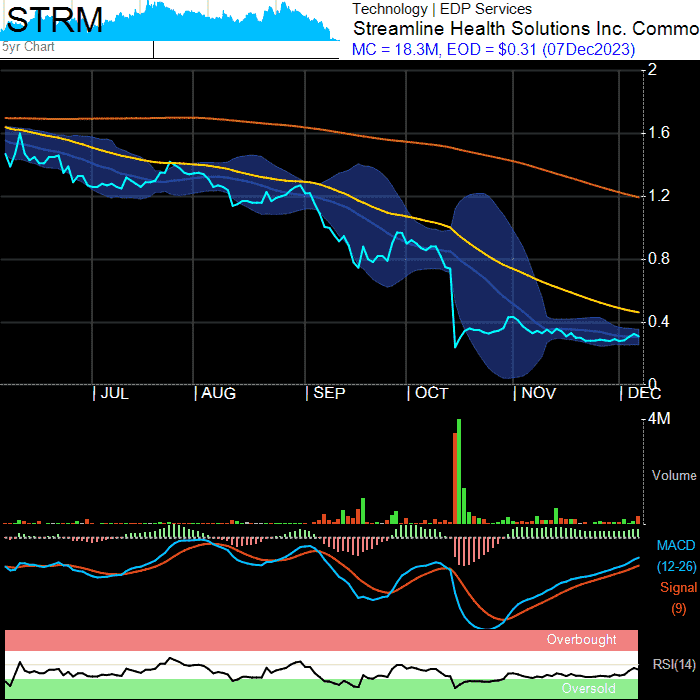 STRM
Technology | EDP Services
Streamline Health Solutions Inc. Commo
5yr Chart
MC = 18.3M, EOD = $0.31 (07Dec2023)
2
1.6
1.2
0.8
0.4
0
| JUL | AUG | SEP | OCT | NOV | DEC
4M
Volume
MACD
(12-26)
Signal
(9)
Overbought
RSI(14)
Oversold